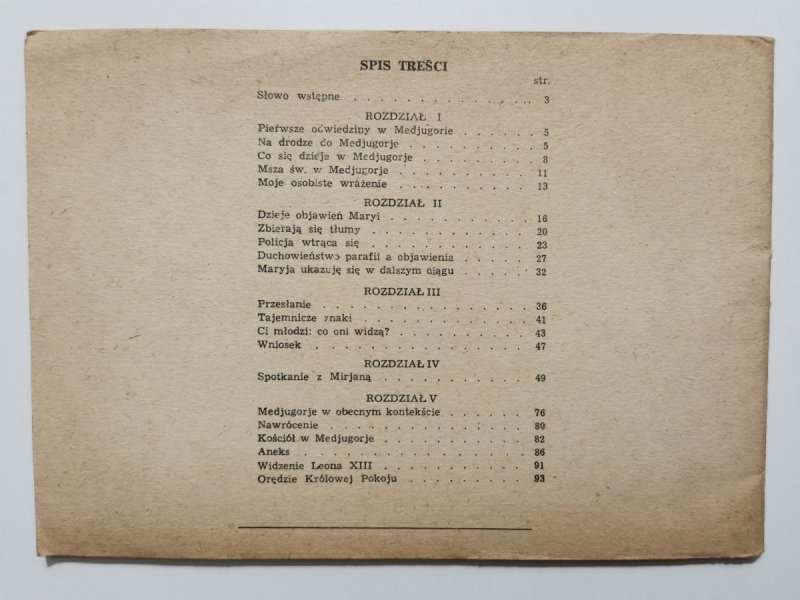 SPIS TREŚCI
str.
Słowo wstępne . . . . . . . . . . . . . . . 3
ROZDZIAŁ I
Pierwsze odwiedziny w Medjugorie . . . . . . 5
Na drodze do Medjugorje . . . . . . . . . . 5
Co się dzieje w Medjugorje . . . . . . . . . 8
Msza św. w Medjugorje . . . . . . . . . . . 11
Moje osobiste wrażenie . . . . . . . . . . . 13
ROZDZIAŁ II
Dzieje objawień Maryi . . . . . . . . . . . 16
Zbierają się tłumy . . . . . . . . . . . . . 20
Policja wtrąca się . . . . . . . . . . . . . 23
Duchowieństwo parafii a objawienia . . . . . . 27
Maryja ukazuję się w dalszym ciągu . . . . . . 32
ROZDZIAŁ III
Przesłanie . . . . . . . . . . . . . . . . 36
Tajemnicze znaki . . . . . . . . . . . . . 41
Ci młodzi: co oni widzą? . . . . . . . . . . 43
Wniosek . . . . . . . . . . . . . . . . . 47
ROZDZIAŁ IV
Spotkanie z Mirjaną . . . . . . . . . . . . 49
ROZDZIAŁ V
Medjugorje w obecnym kontekście . . . . . . . 76
Nawrócenie . . . . . . . . . . . . . . . . 80
Kościół w Medjugorje . . . . . . . . . . . . 82
Aneks . . . . . . . . . . . . . . . . . . 86
Widzenie Leona XIII . . . . . . . . . . . . 91
Orędzie Królowej Pokoju . . . . . . . . . . 93